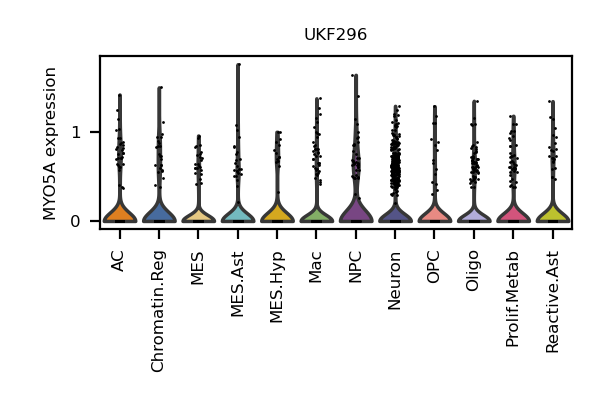 UKF296
MYO5A expression
1
0
AC
Chromatin.Reg
MES
MES.Ast
MES.Hyp
Mac
NPC
Neuron
OPC
Oligo
Prolif.Metab
Reactive.Ast